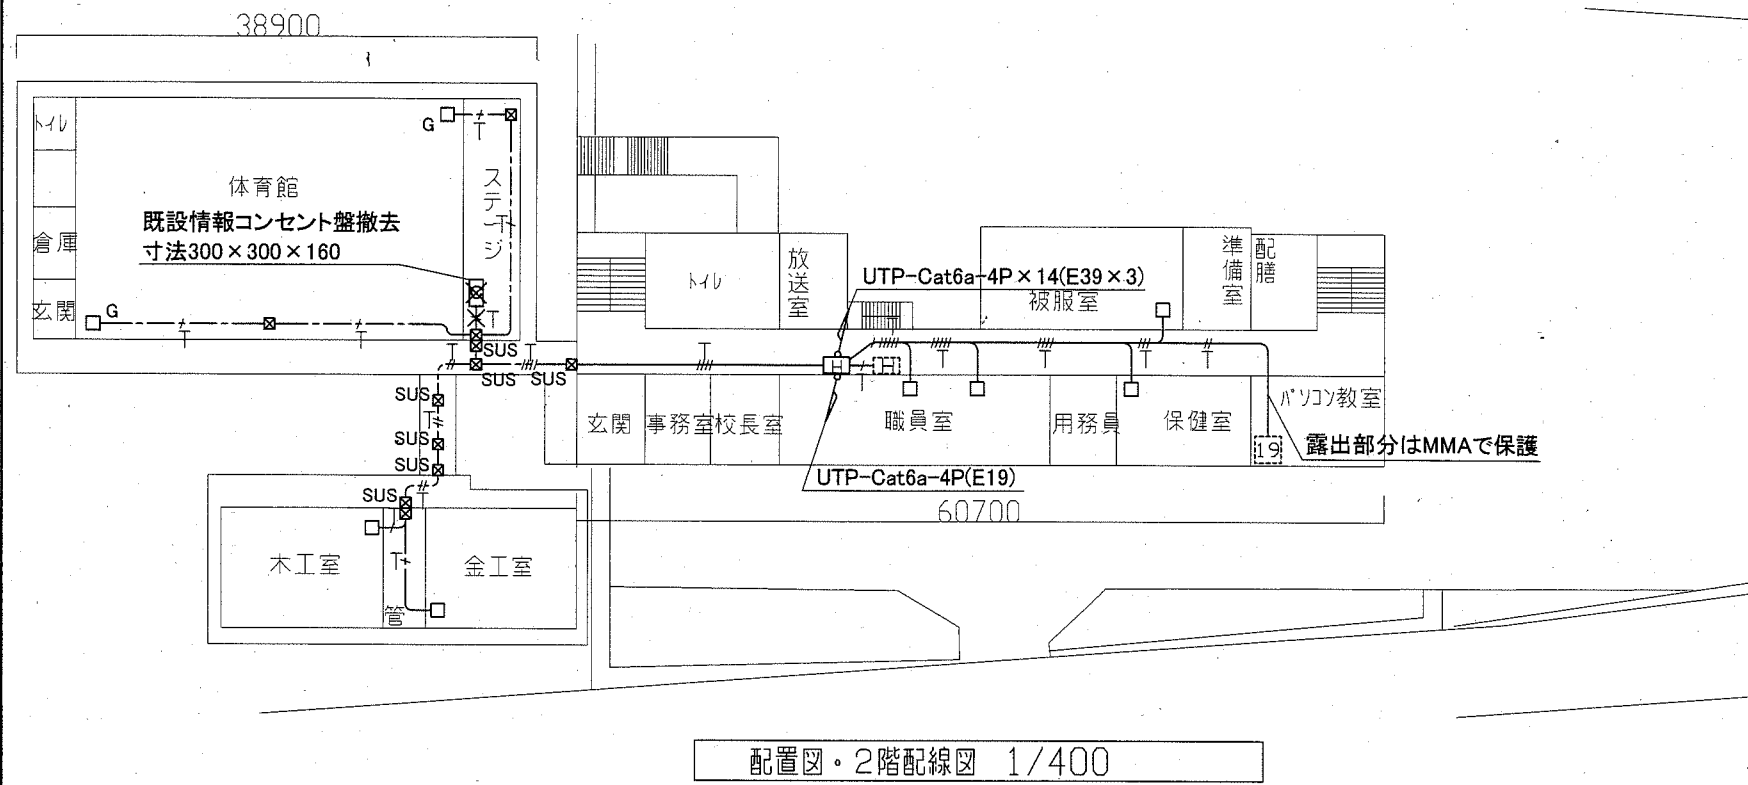 38900
トイレ
体育館
既設情報コンセント盤撤去
寸法300×300×160
倉庫
玄関
G
G
ステージ
T
T
T
T
T
SUS
SUS
SUS
SUS
SUS
SUS
SUS
T
T
T
T
T
T
トイレ
放送室
UTP-Cat6a-4P×14(E39×3)
被服室
準備室
配膳
H
H
T
T
T
T
T
T
玄関
事務室
校長室
職員室
用務員
保健室
パソコン教室
19
露出部分はMMAで保護
UTP-Cat6a-4P(E19)
60700
木工室
管
金工室
T
配置図・2階配線図 1/400